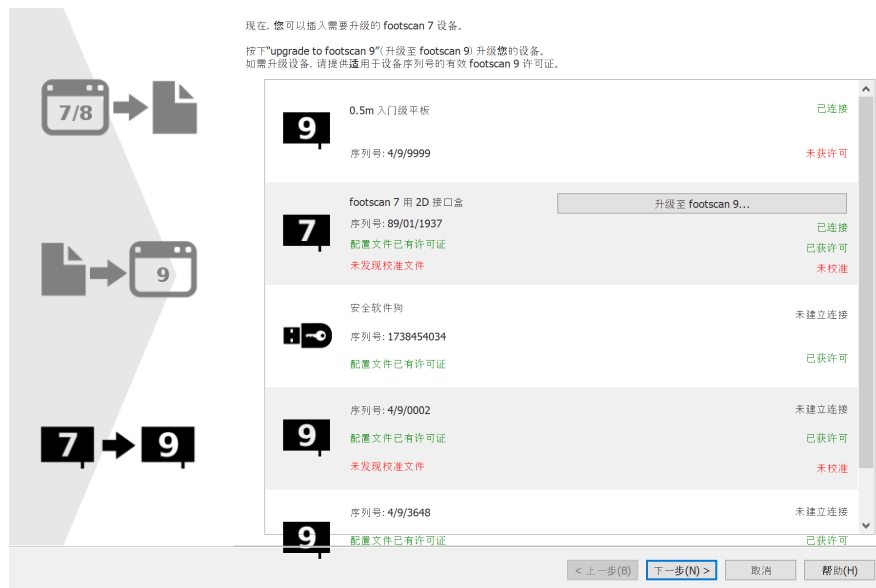 现在, 您可以插入需要升级的 footscan 7 设备。
按下“upgrade to footscan 9”(升级至 footscan 9) 升级您的设备。
如需升级设备, 请提供适用于设备序列号的有效 footscan 9 许可证。
7/8
9
7
9
9
0.5m 入门级平板
已连接
序列号: 4/9/9999
未获许可
7
footscan 7 用 2D 接口盒
升级至 footscan 9...
序列号: 89/01/1937
已连接
配置文件已有许可证
已获许可
未发现校准文件
未校准
安全软件狗
未建立连接
序列号: 1738454034
配置文件已有许可证
已获许可
9
序列号: 4/9/0002
未建立连接
配置文件已有许可证
已获许可
未发现校准文件
未校准
9
序列号: 4/9/3648
未建立连接
配置文件已有许可证
已获许可
< 上一步(B)
下一步(N) >
取消
帮助(H)